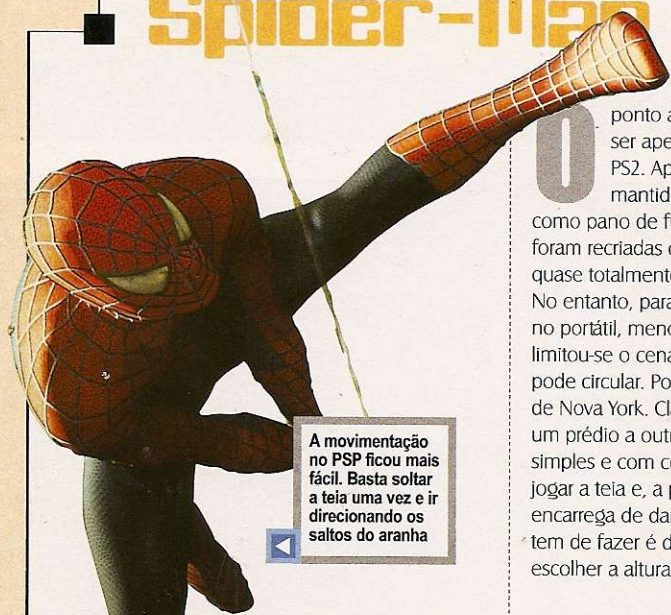 Spider-Man
A movimentação
no PSP ficou mais
fácil. Basta soltar
a teia uma vez e ir
direcionando os
saltos do aranha
O ponto a
ser ape
PS2. Ap
mantid
como pano de fu
foram recriadas e
quase totalmente
No entanto, para
no portátil, meno
limitou-se o cena
pode circular. Po
de Nova York. Cl
um prédio a outr
simples e com co
jogar a teia e, a p
encarrega de da
tem de fazer é d
escolher a altura